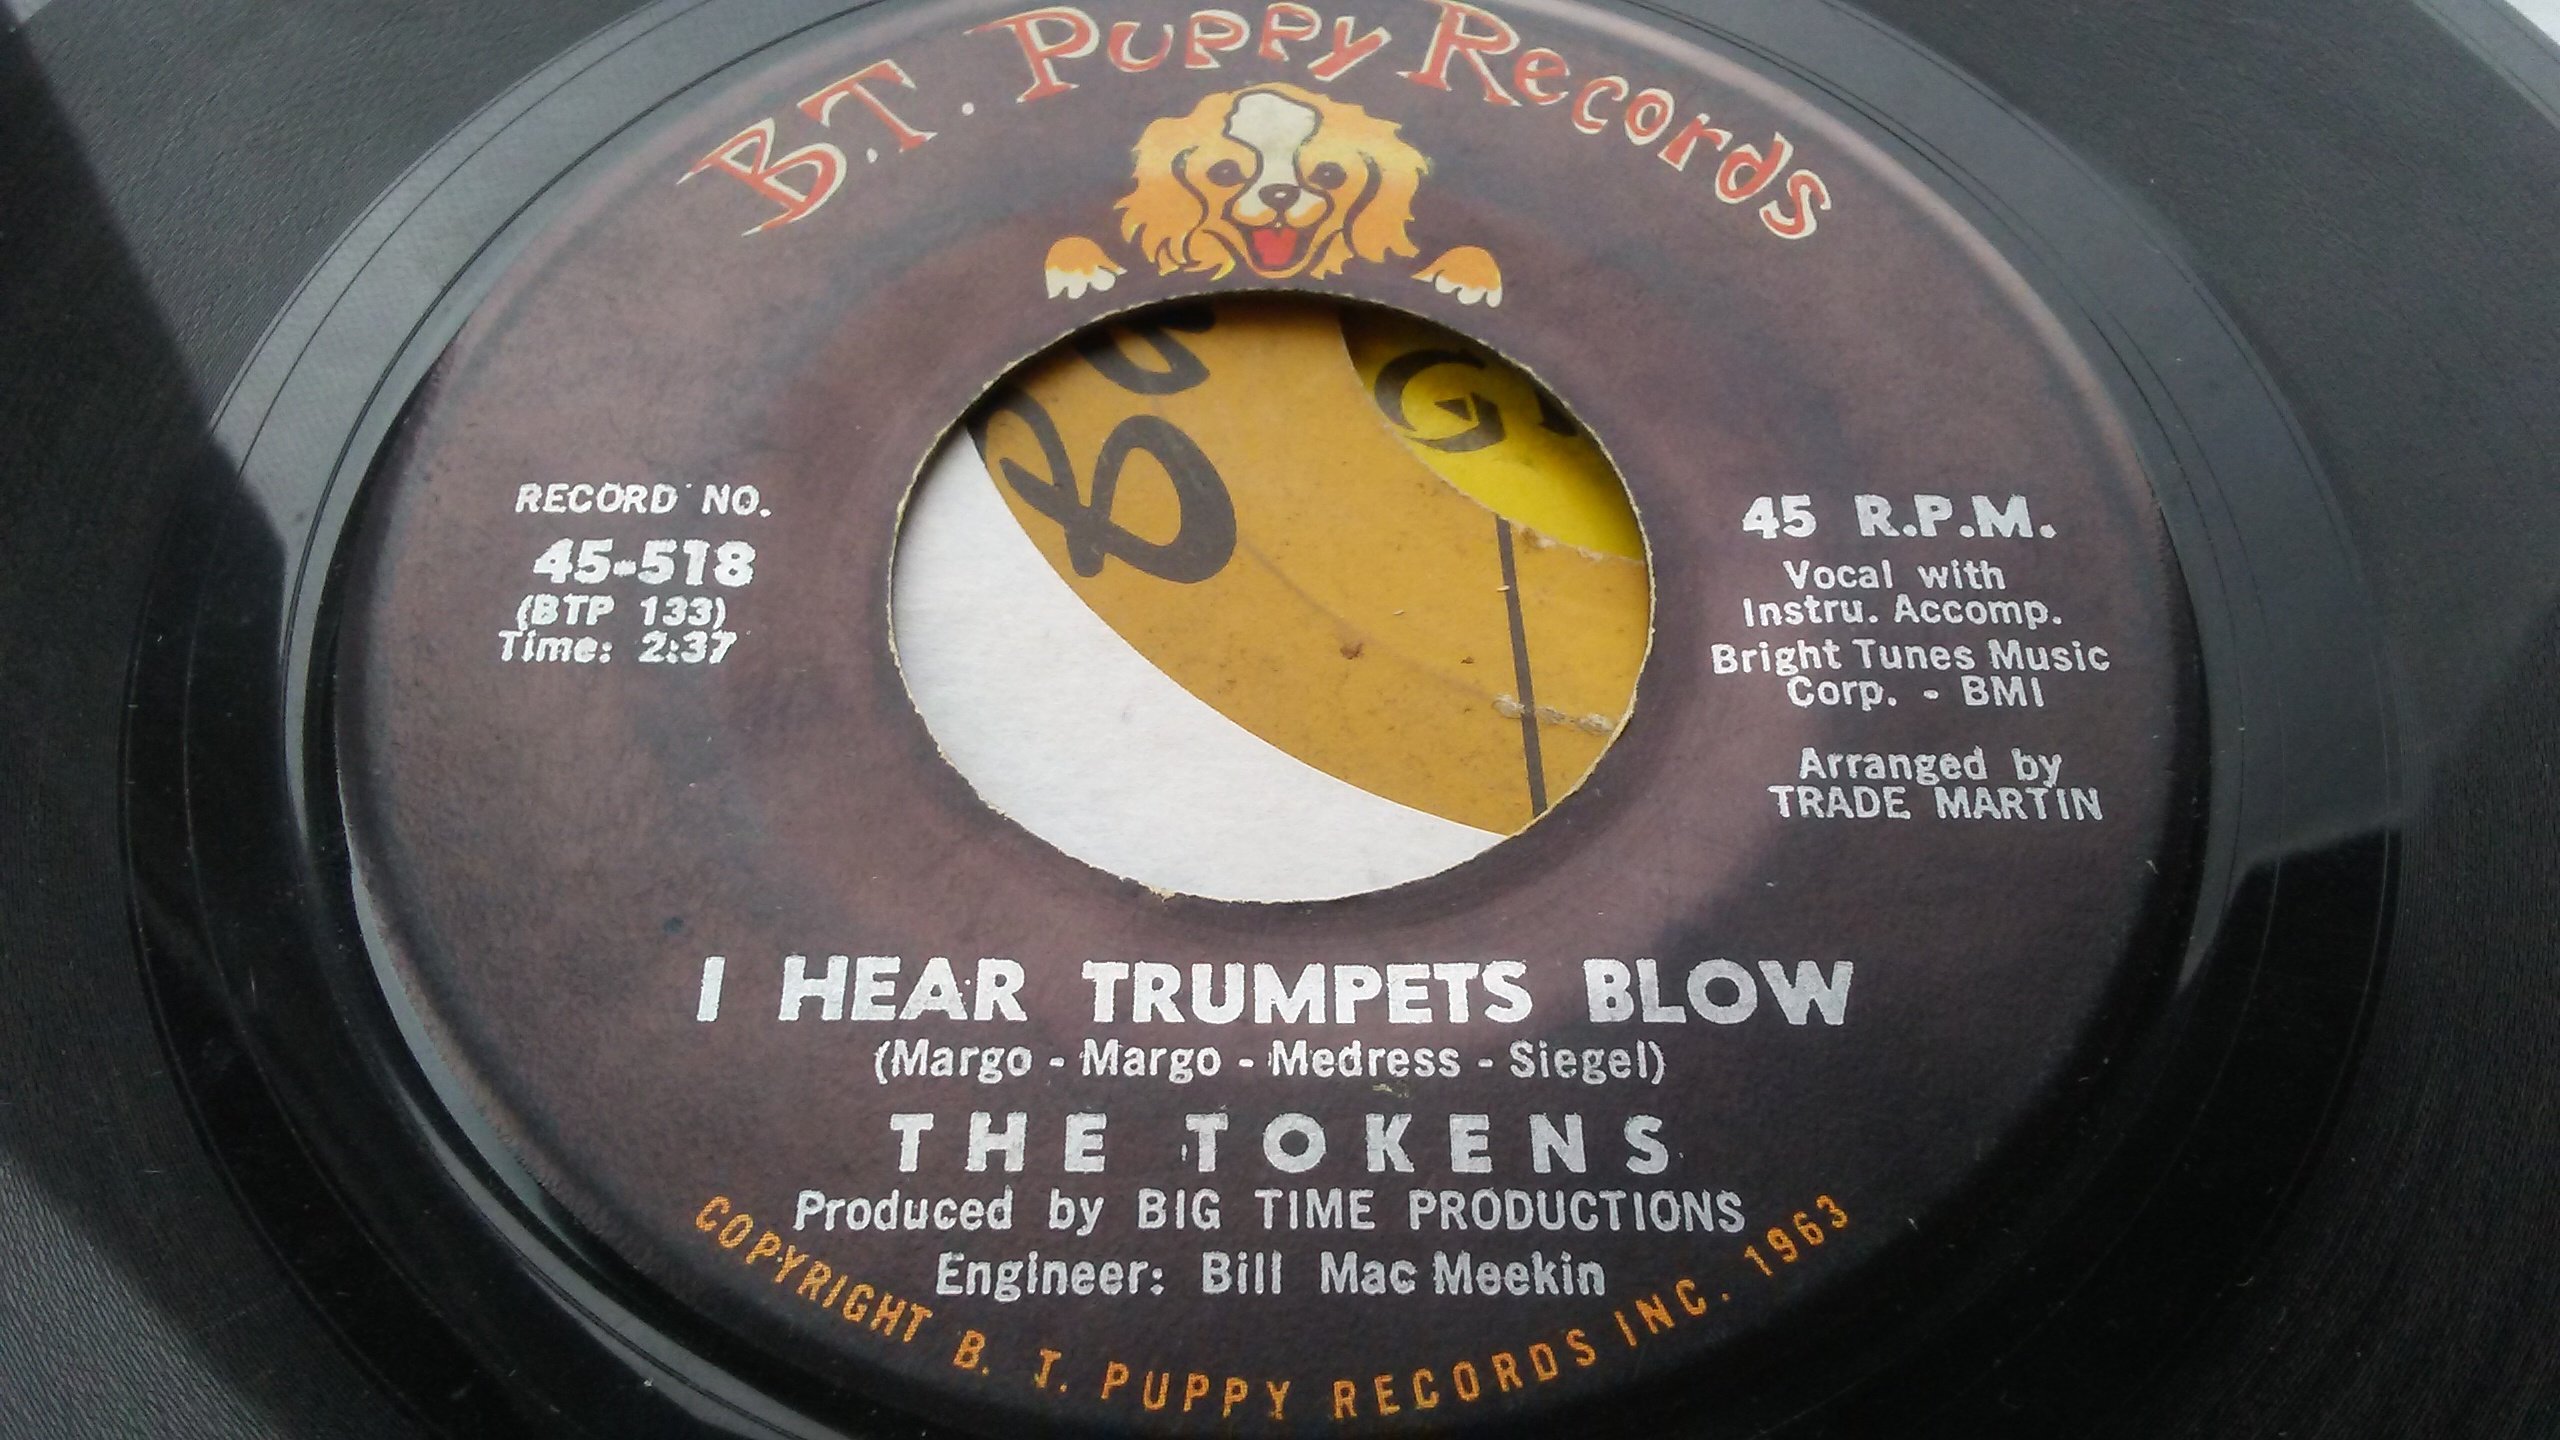 B.T. Puppy Records
RECORD NO.
45-518
(BTP 133)
Time: 2:37
45 R.P.M.
Vocal with
Instru. Accomp.
Bright Tunes Music
Corp. - BMI
Arranged by
TRADE MARTIN
I HEAR TRUMPETS BLOW
(Margo - Margo - Medress - Siegel)
THE TOKENS
Produced by BIG TIME PRODUCTIONS
Engineer: Bill Mac Meekin
COPYRIGHT B. T. PUPPY RECORDS INC. 1963